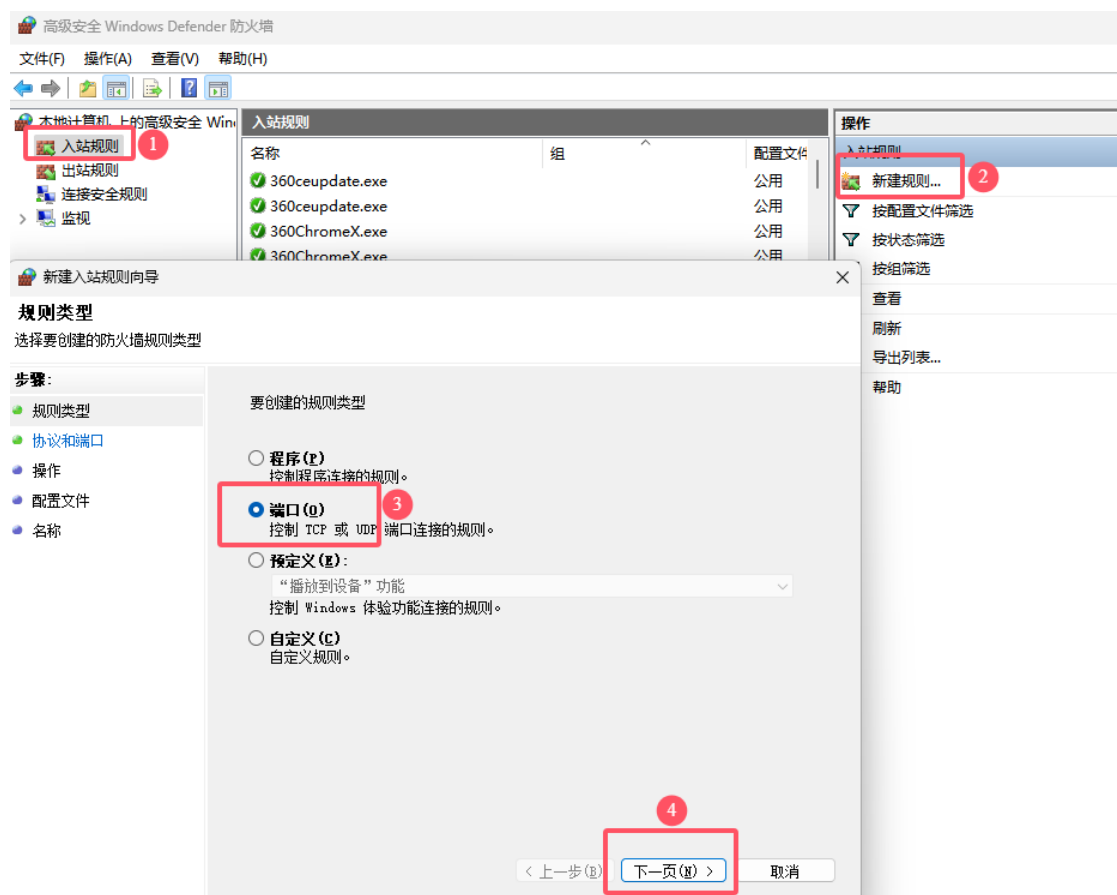 高级安全 Windows Defender 防火墙
文件(F) 操作(A) 查看(V) 帮助(H)
本地计算机 上的高级安全 Wind
入站规则
1
出站规则
连接安全规则
监视
入站规则
名称 组 配置文件
360ceupdate.exe 公用
360ceupdate.exe 公用
360ChromeX.exe 公用
360ChromeX.exe 公用
操作
入站规则
新建规则...
2
按配置文件筛选
按状态筛选
按组筛选
查看
刷新
导出列表...
帮助
新建入站规则向导
规则类型
选择要创建的防火墙规则类型
步骤:
规则类型
协议和端口
操作
配置文件
名称
要创建的规则类型
程序(P)
控制程序连接的规则。
端口(O)
3
控制 TCP 或 UDP 端口连接的规则。
预定义(E):
“播放到设备”功能
控制 Windows 体验功能连接的规则。
自定义(C)
自定义规则。
4
< 上一步(B) 下一页(N) > 取消